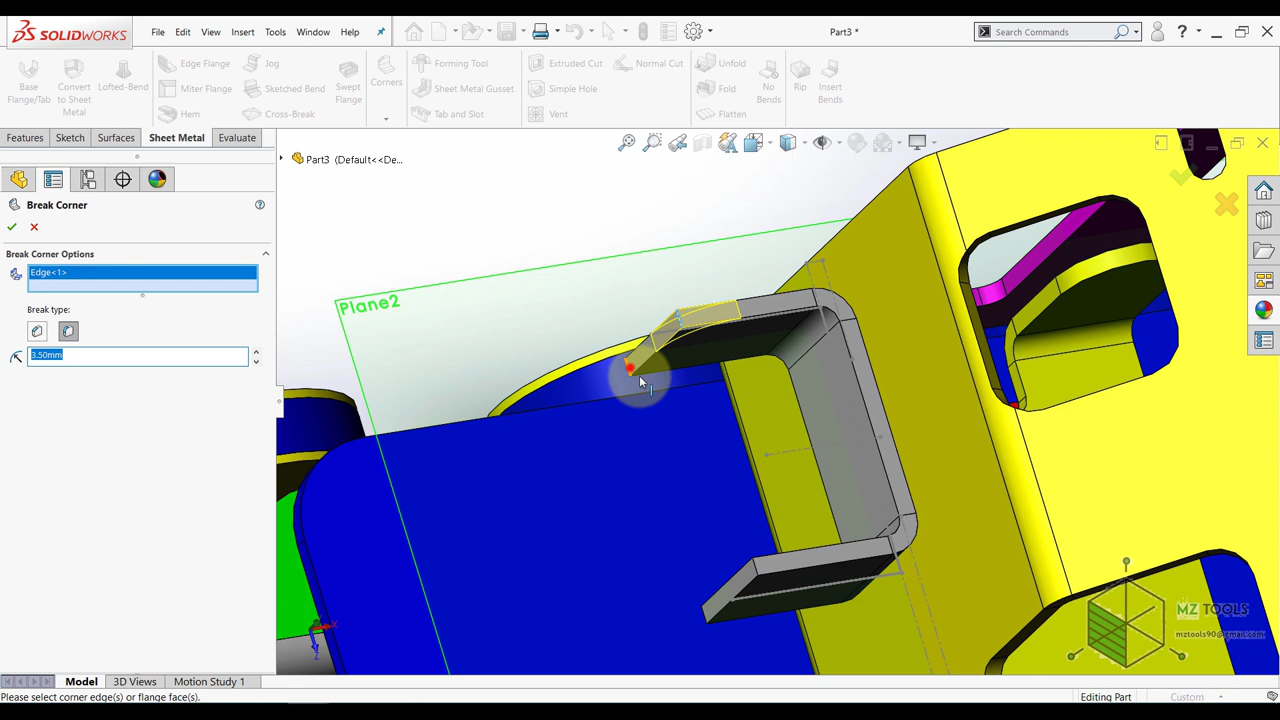 SOLIDWORKS
File Edit View Insert Tools Window Help
Part3 *
Search Commands
Base Flange/Tab
Convert to Sheet Metal
Lofted-Bend
Edge Flange
Miter Flange
Hem
Jog
Sketched Bend
Cross-Break
Swept Flange
Corners
Forming Tool
Sheet Metal Gusset
Tab and Slot
Extruded Cut
Simple Hole
Vent
Normal Cut
Unfold
Fold
Flatten
No Bends
Rip
Insert Bends
Features Sketch Surfaces Sheet Metal Evaluate
Part3 (Default<<De...
Break Corner
Break Corner Options
Edge<1>
Break type:
3.50mm
Plane2
MZ TOOLS
mztools90@gmail.com
Model 3D Views Motion Study 1
Please select corner edge(s) or flange face(s).
Editing Part
Custom